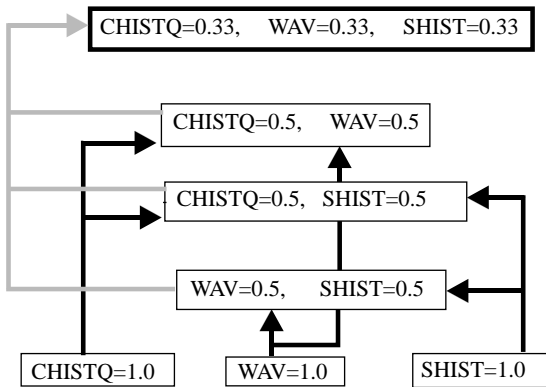 CHISTQ=0.33, WAV=0.33, SHIST=0.33
CHISTQ=0.5, WAV=0.5
CHISTQ=0.5, SHIST=0.5
WAV=0.5, SHIST=0.5
CHISTQ=1.0 WAV=1.0 SHIST=1.0